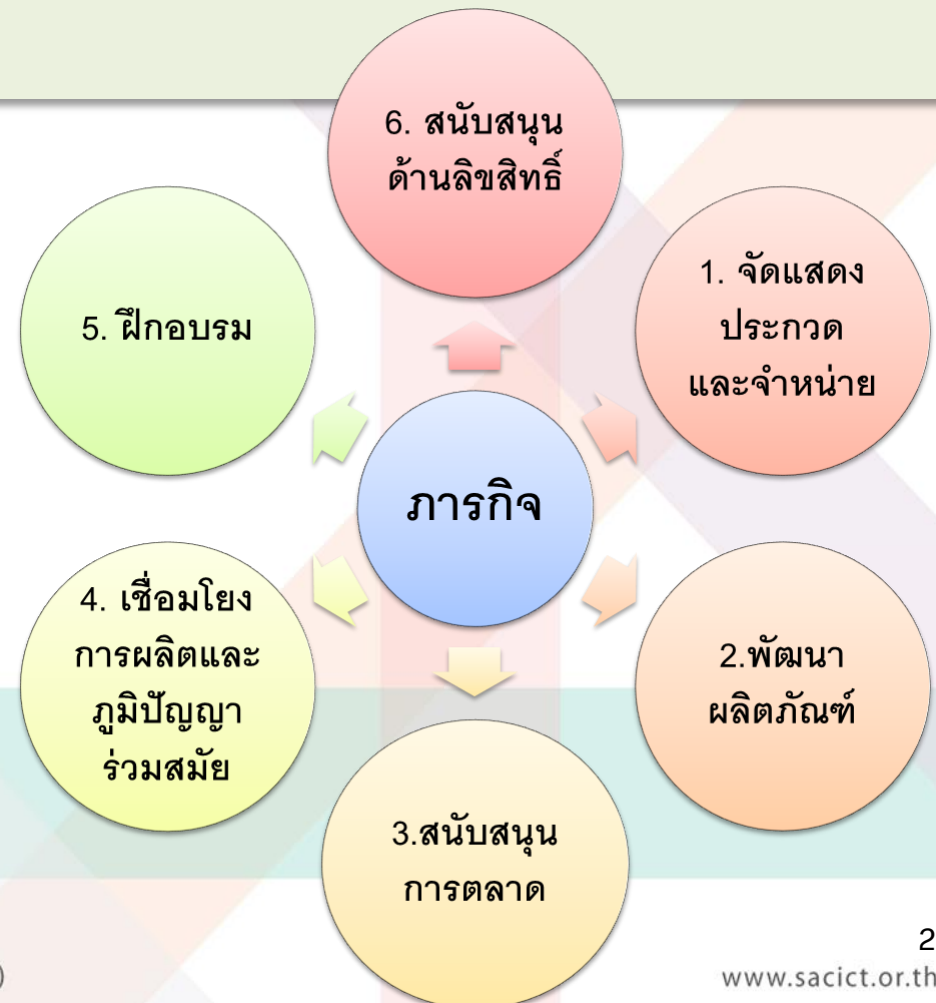 6. สนับสนุน
ด้านลิขสิทธิ์
1. จัดแสดง
ประกวด
และจำหน่าย
5. ฝึกอบรม
ภารกิจ
4. เชื่อมโยง
การผลิตและ
ภูมิปัญญา
ร่วมสมัย
2.พัฒนา
ผลิตภัณฑ์
3.สนับสนุน
การตลาด
2
)
www.sacict.or.th